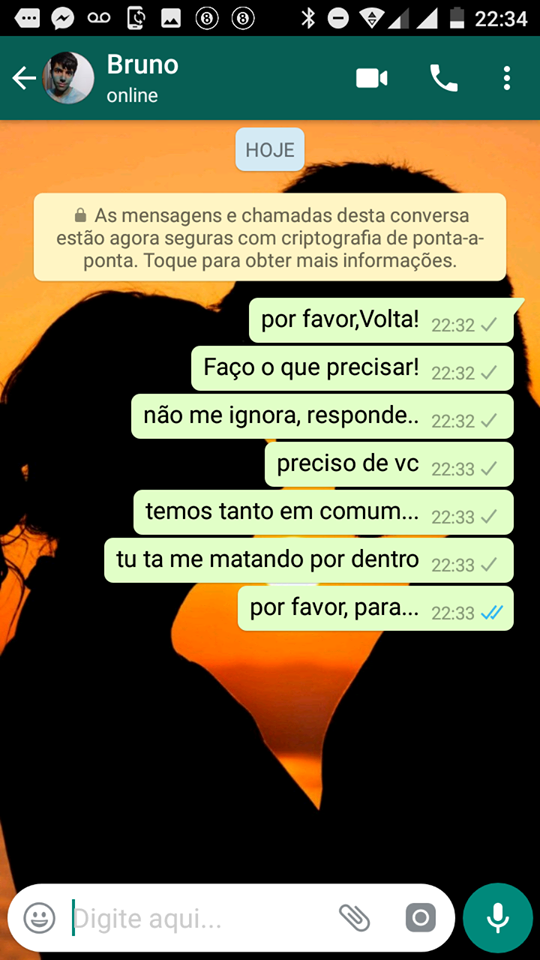 22:34
Bruno
online
HOJE
As mensagens e chamadas desta conversa
estão agora seguras com criptografia de ponta-a-
ponta. Toque para obter mais informações.
por favor,Volta! 22:32
Faço o que precisar! 22:32
não me ignora, responde.. 22:32
preciso de vc 22:33
temos tanto em comum... 22:33
tu ta me matando por dentro 22:33
por favor, para... 22:33
Digite aqui...